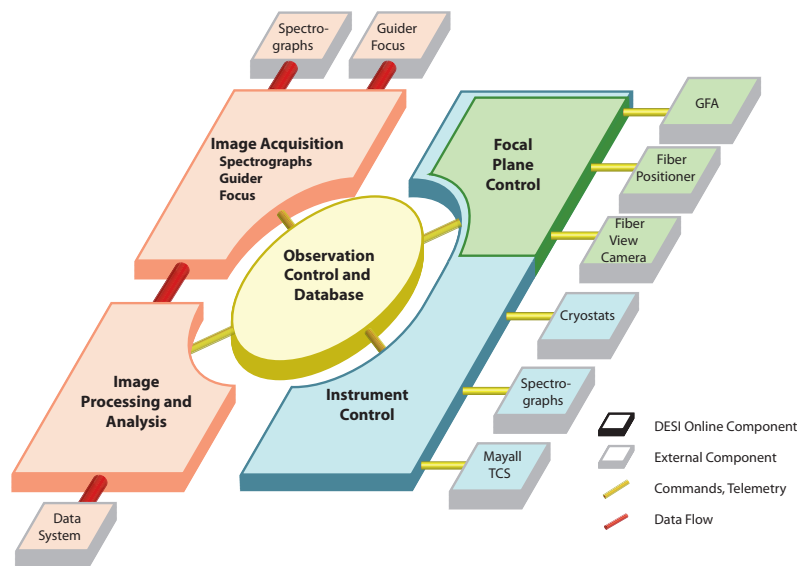 Spectro-
graphs
Guider
Focus
Image Acquisition
Spectrographs
Guider
Focus
Focal
Plane
Control
GFA
Fiber
Positioner
Fiber
View
Camera
Observation
Control and
Database
Cryostats
Image
Processing and
Analysis
Instrument
Control
Spectro-
graphs
Mayall
TCS
Data
System
DESI Online Component
External Component
Commands, Telemetry
Data Flow